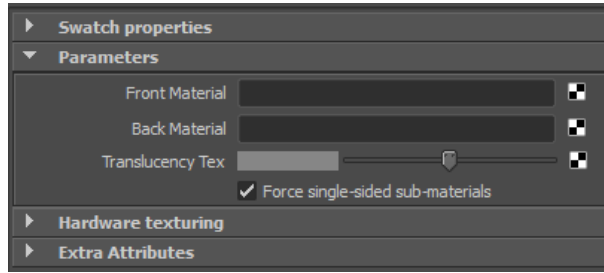 Swatch properties
Parameters
Front Material
Back Material
Translucency Tex
Force single-sided sub-materials
Hardware texturing
Extra Attributes